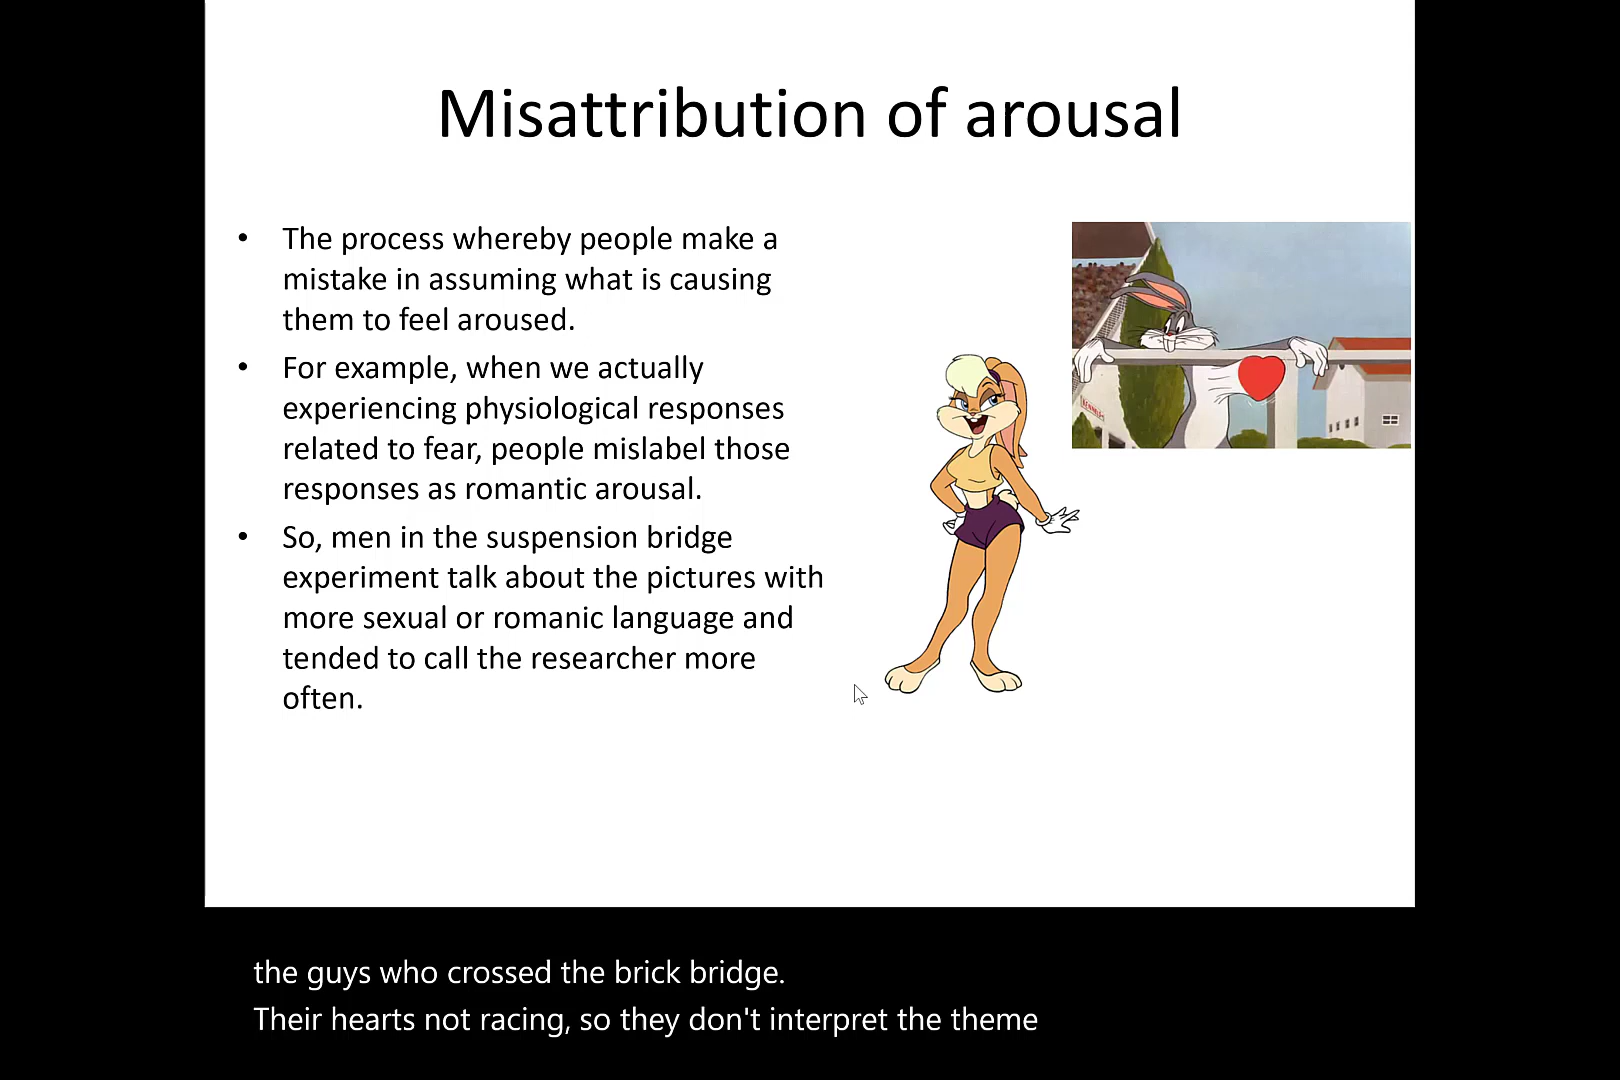 Misattribution of arousal
• The process whereby people make a
mistake in assuming what is causing
them to feel aroused.
• For example, when we actually
experiencing physiological responses
related to fear, people mislabel those
responses as romantic arousal.
• So, men in the suspension bridge
experiment talk about the pictures with
more sexual or romanic language and
tended to call the researcher more
often.
the guys who crossed the brick bridge.
Their hearts not racing, so they don't interpret the theme